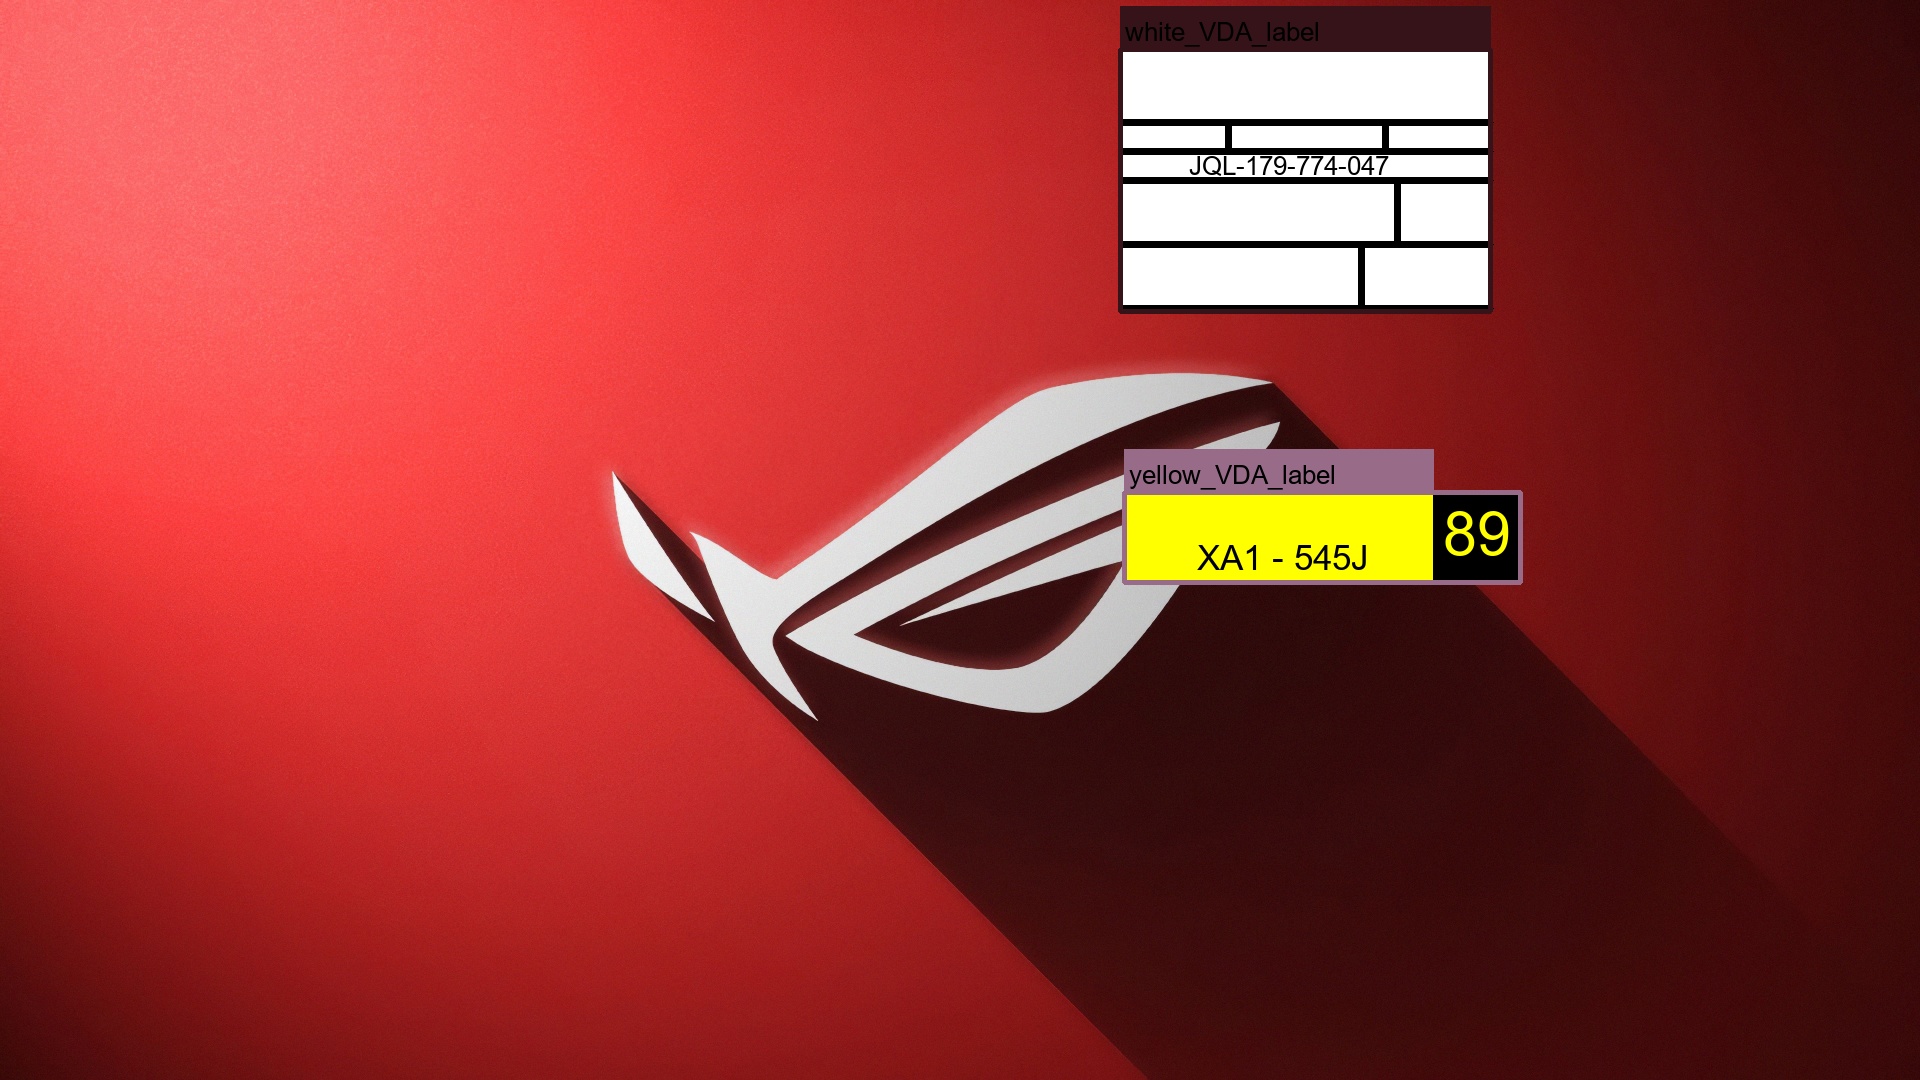 white_VDA_label
JQL-179-774-047
yellow_VDA_label
XA1 - 545J
89